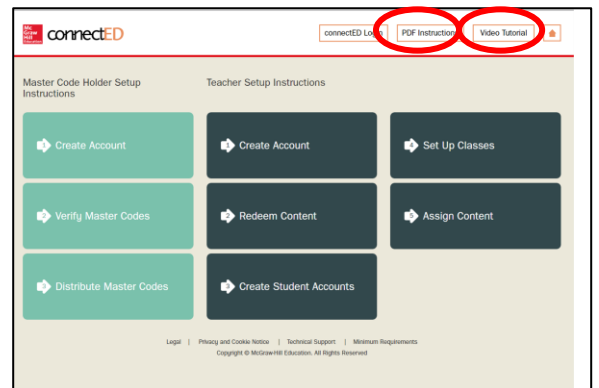 Mc
Graw
Hill
Education
connectED
connectED Login
PDF Instructions
Video Tutorial
Master Code Holder Setup
Instructions
Teacher Setup Instructions
1 Create Account
2 Verify Master Codes
3 Distribute Master Codes
1 Create Account
2 Redeem Content
3 Create Student Accounts
4 Set Up Classes
5 Assign Content
Legal | Privacy and Cookie Notice | Technical Support | Minimum Requirements
Copyright © McGraw-Hill Education. All Rights Reserved